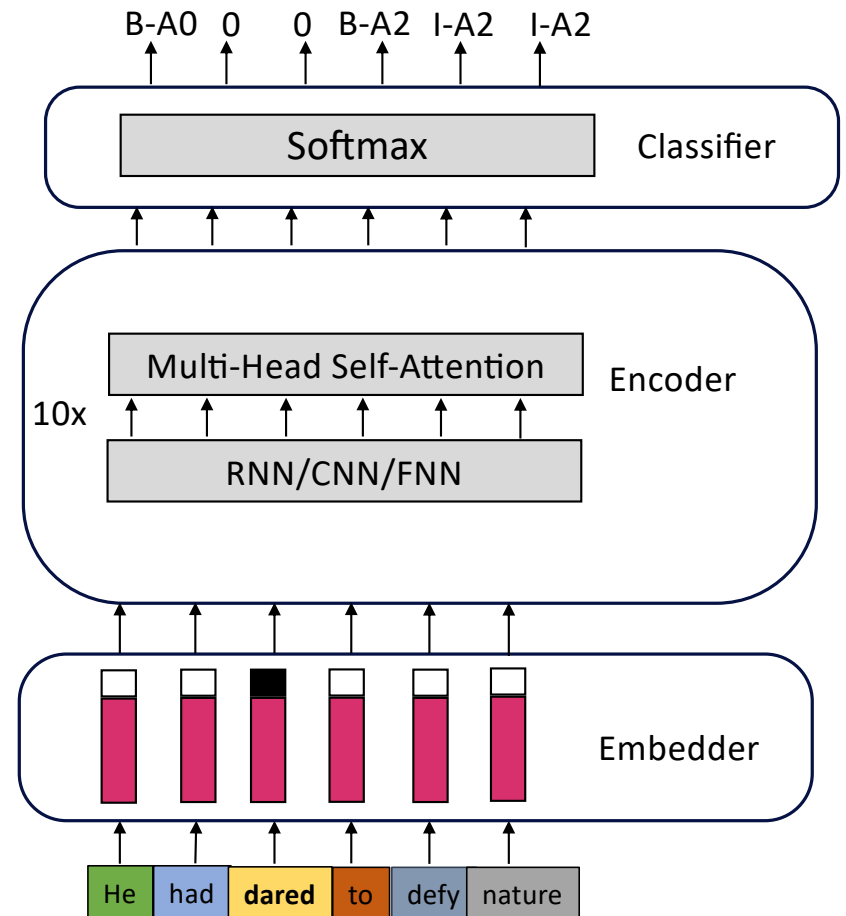 B-A0 0 0 B-A2 I-A2 I-A2
Softmax
Classifier
Multi-Head Self-Attention
Encoder
10x
RNN/CNN/FNN
Embedder
He had dared to defy nature